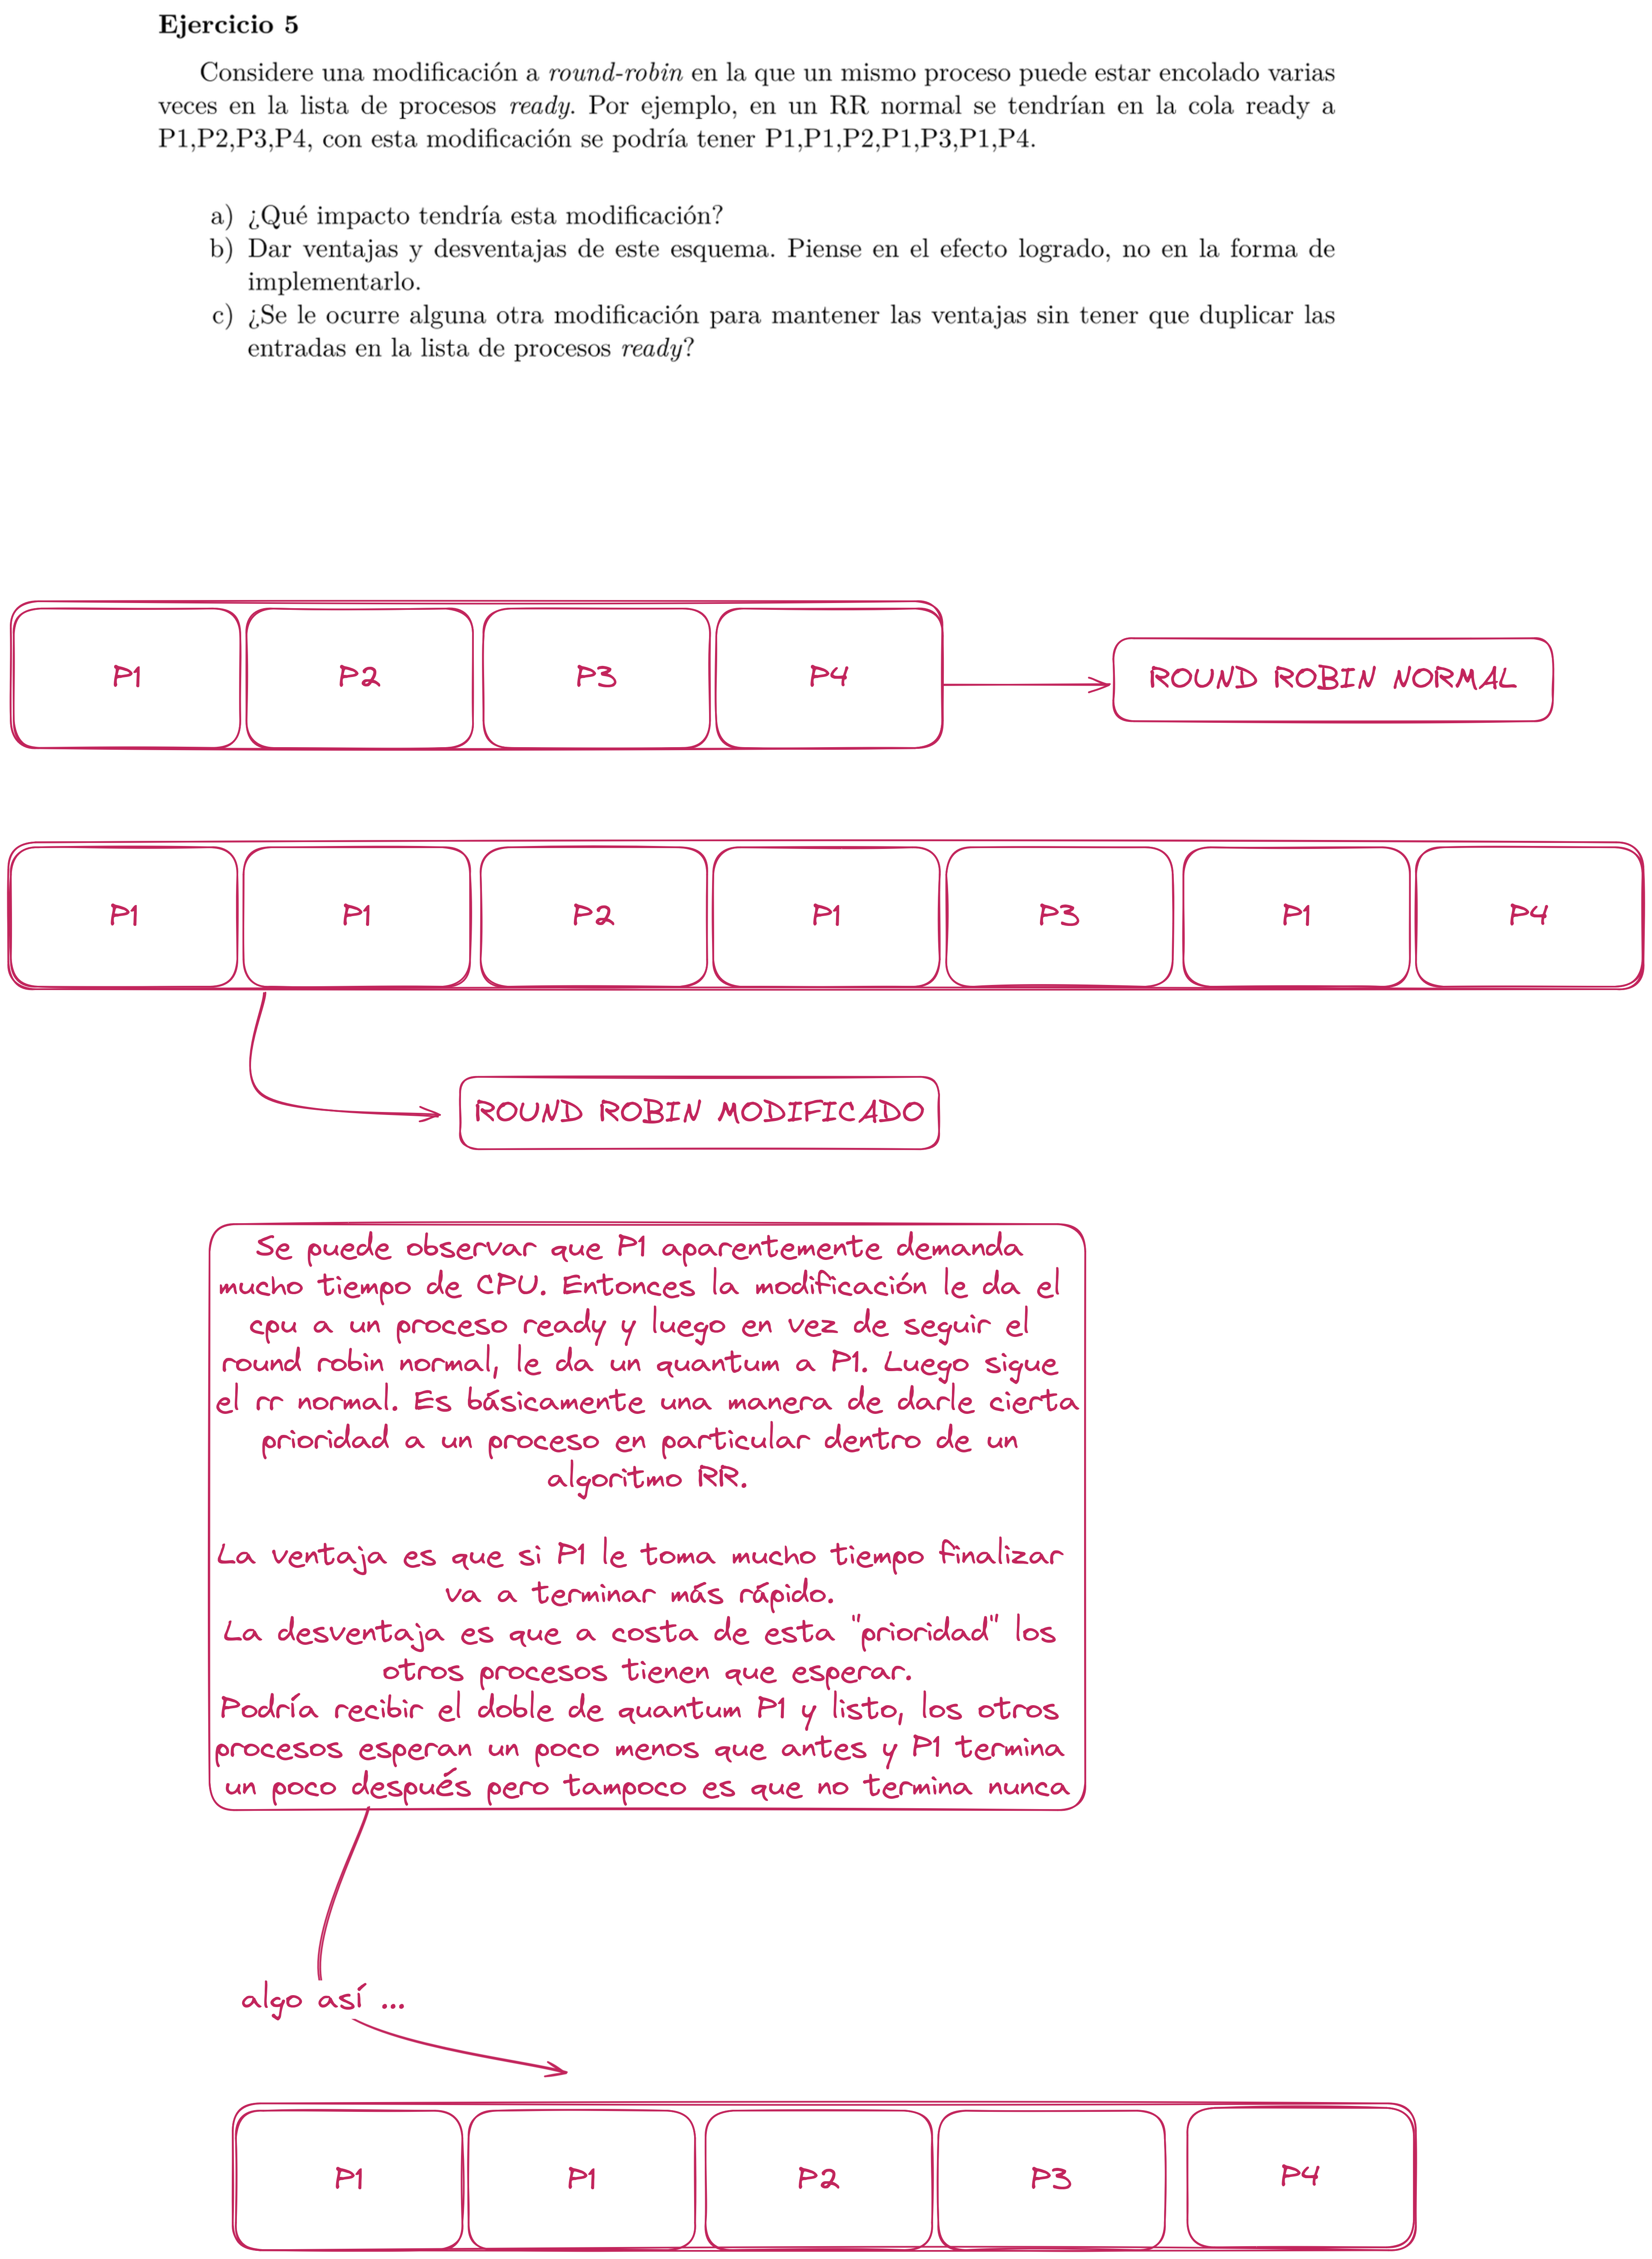 Ejercicio 5
Considere una modificación a round-robin en la que un mismo proceso puede estar encolado varias
veces en la lista de procesos ready. Por ejemplo, en un RR normal se tendrían en la cola ready a
P1,P2,P3,P4, con esta modificación se podría tener P1,P1,P2,P1,P3,P1,P4.
a) ¿Qué impacto tendría esta modificación?
b) Dar ventajas y desventajas de este esquema. Piense en el efecto logrado, no en la forma de
implementarlo.
c) ¿Se le ocurre alguna otra modificación para mantener las ventajas sin tener que duplicar las
entradas en la lista de procesos ready?
P1 P2 P3 P4 ROUND ROBIN NORMAL
P1 P1 P2 P1 P3 P1 P4
ROUND ROBIN MODIFICADO
Se puede observar que P1 aparentemente demanda
mucho tiempo de CPU. Entonces la modificación le da el
cpu a un proceso ready y luego en vez de seguir el
round robin normal, le da un quantum a P1. Luego sigue
el rr normal. Es básicamente una manera de darle cierta
prioridad a un proceso en particular dentro de un
algoritmo RR.
La ventaja es que si P1 le toma mucho tiempo finalizar
va a terminar más rápido.
La desventaja es que a costa de esta "prioridad" los
otros procesos tienen que esperar.
Podría recibir el doble de quantum P1 y listo, los otros
procesos esperan un poco menos que antes y P1 termina
un poco después pero tampoco es que no termina nunca
algo así ...
P1 P1 P2 P3 P4